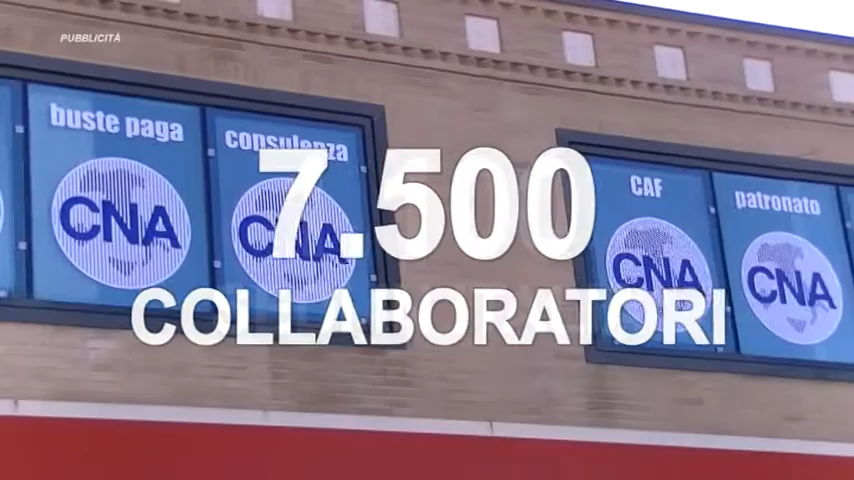 PUBBLICITÀ
buste paga
consulenza
CAF
patronato
CNA
CNA
CNA
CNA
7.500
COLLABORATORI